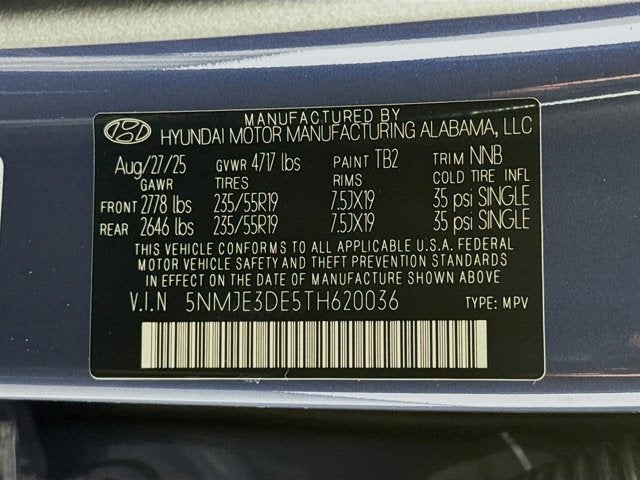 MANUFACTURED BY
HYUNDAI MOTOR MANUFACTURING ALABAMA, LLC
Aug/27/25 GVWR 4717 lbs PAINT TB2 TRIM NNB
GAWR TIRES RIMS COLD TIRE INFL
FRONT 2778 lbs 235/55R19 7.5JX19 35 psi SINGLE
REAR 2646 lbs 235/55R19 7.5JX19 35 psi SINGLE
THIS VEHICLE CONFORMS TO ALL APPLICABLE U.S.A. FEDERAL
MOTOR VEHICLE SAFETY AND THEFT PREVENTION STANDARDS
IN EFFECT ON THE DATE OF MANUFACTURE SHOWN ABOVE.
V.I.N 5NMJE3DE5TH620036 TYPE: MPV